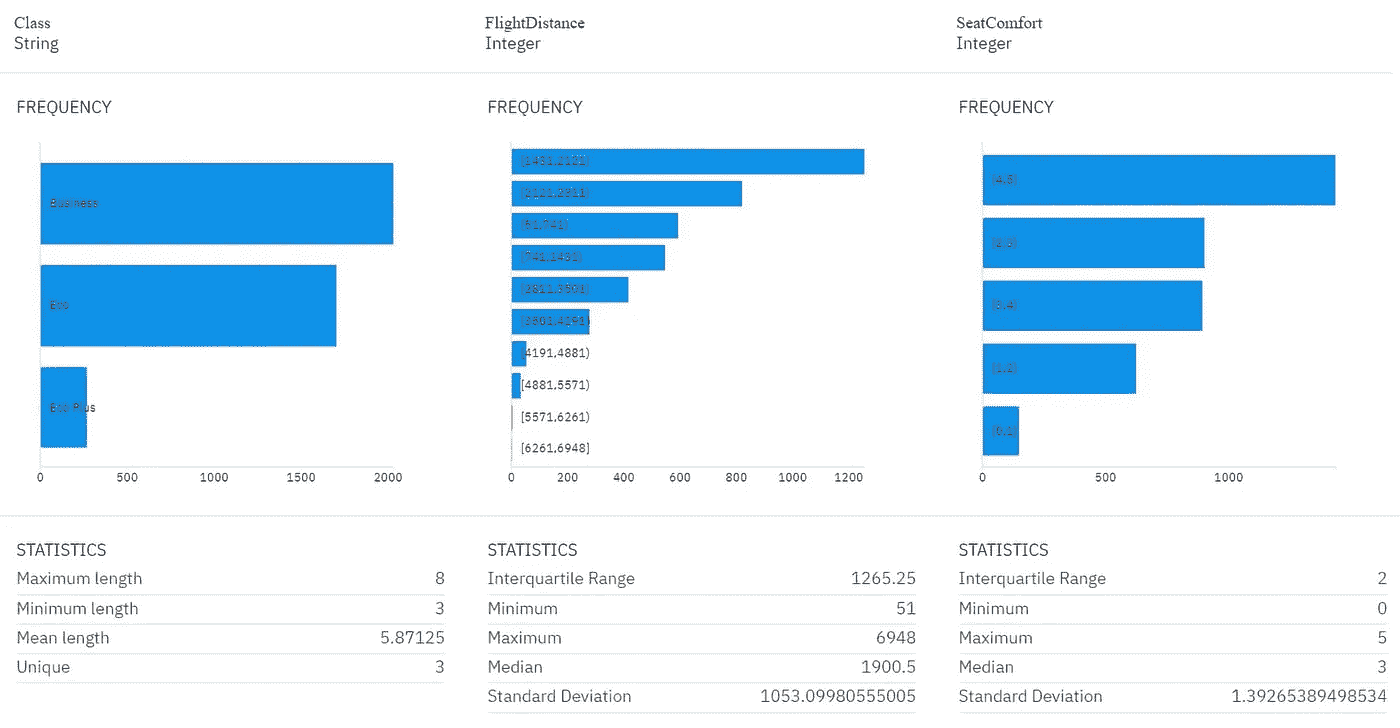 Class
String
FREQUENCY
Business
Eco
Eco Plus
0 500 1000 1500 2000
STATISTICS
Maximum length 8
Minimum length 3
Mean length 5.87125
Unique 3
FlightDistance
Integer
FREQUENCY
[1431,2121)
[2121,2811)
[51,741)
[741,1431)
[2811,3501)
[3501,4191)
[4191,4881)
[4881,5571)
[5571,6261)
[6261,6948]
0 200 400 600 800 1000 1200
STATISTICS
Interquartile Range 1265.25
Minimum 51
Maximum 6948
Median 1900.5
Standard Deviation 1053.09980555005
SeatComfort
Integer
FREQUENCY
[4,5]
[2,3)
[3,4)
[1,2)
[0,1)
0 500 1000
STATISTICS
Interquartile Range 2
Minimum 0
Maximum 5
Median 3
Standard Deviation 1.39265389498534